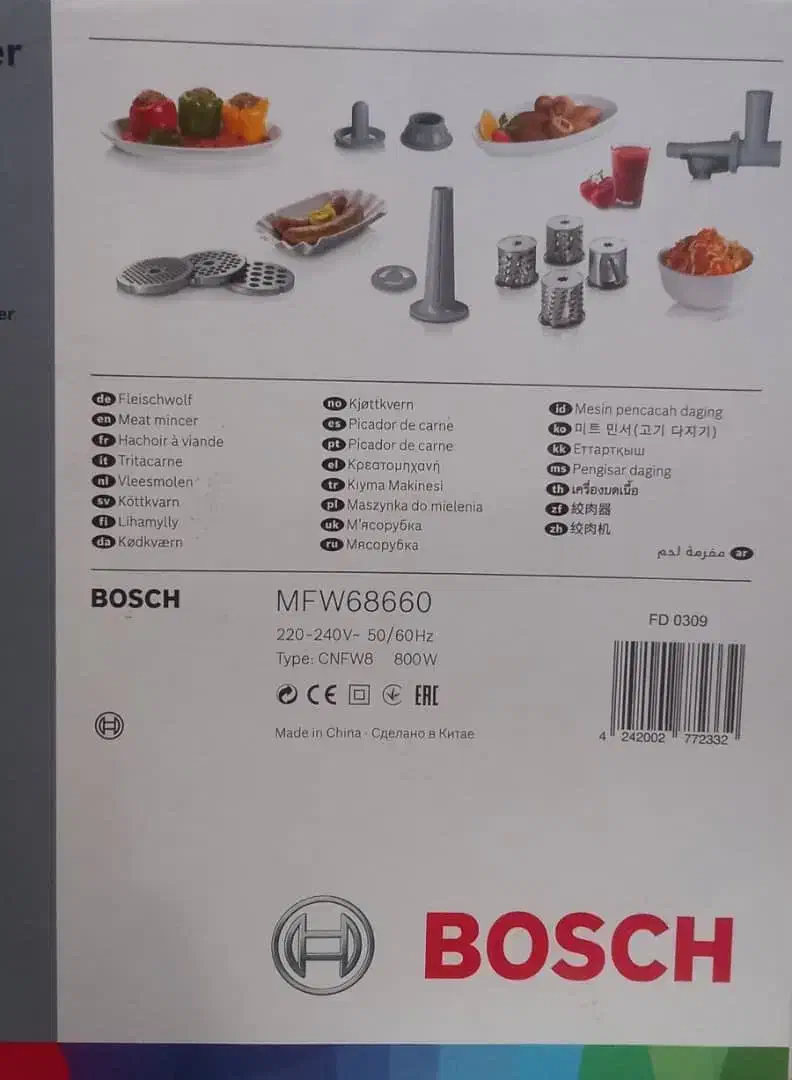 er
er
de Fleischwolf
en Meat mincer
fr Hachoir à viande
it Tritacarne
nl Vleesmolen
sv Köttkvarn
fi Lihamylly
da Kødkværn
no Kjøttkvern
es Picador de carne
pt Picador de carne
el Κρεατομηχανή
tr Kıyma Makinesi
pl Maszynka do mielenia
uk М'ясорубка
ru Мясорубка
id Mesin pencacah daging
ko 미트 민서(고기 다지기)
kk Еттартқыш
ms Pengisar daging
th เครื่องบดเนื้อ
zf 絞肉器
zh 绞肉机
ar مفرمة لحم
BOSCH
MFW68660
220-240V~ 50/60Hz
Type: CNFW8 800W
CE EAC
Made in China · Сделано в Китае
FD 0309
4 242002 772332
BOSCH